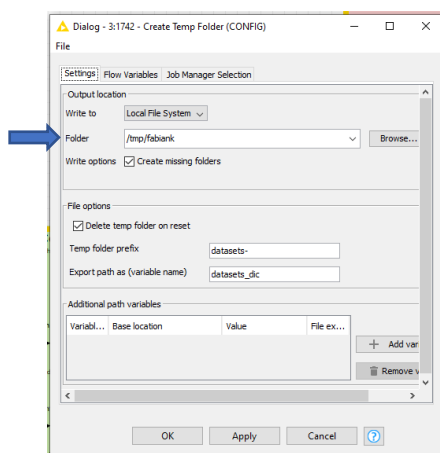 Dialog - 3:1742 - Create Temp Folder (CONFIG)
File
Settings Flow Variables Job Manager Selection
Output location
Write to Local File System
Folder /tmp/fabiank Browse...
Write options Create missing folders
File options
Delete temp folder on reset
Temp folder prefix datasets-
Export path as (variable name) datasets_dic
Additional path variables
Variabl... Base location Value File ex...
+ Add var
Remove v
OK Apply Cancel ?